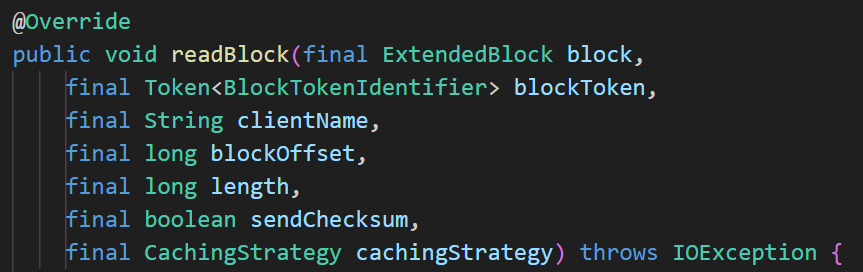 @Override
public void readBlock(final ExtendedBlock block,
    final Token<BlockTokenIdentifier> blockToken,
    final String clientName,
    final long blockOffset,
    final long length,
    final boolean sendChecksum,
    final CachingStrategy cachingStrategy) throws IOException {